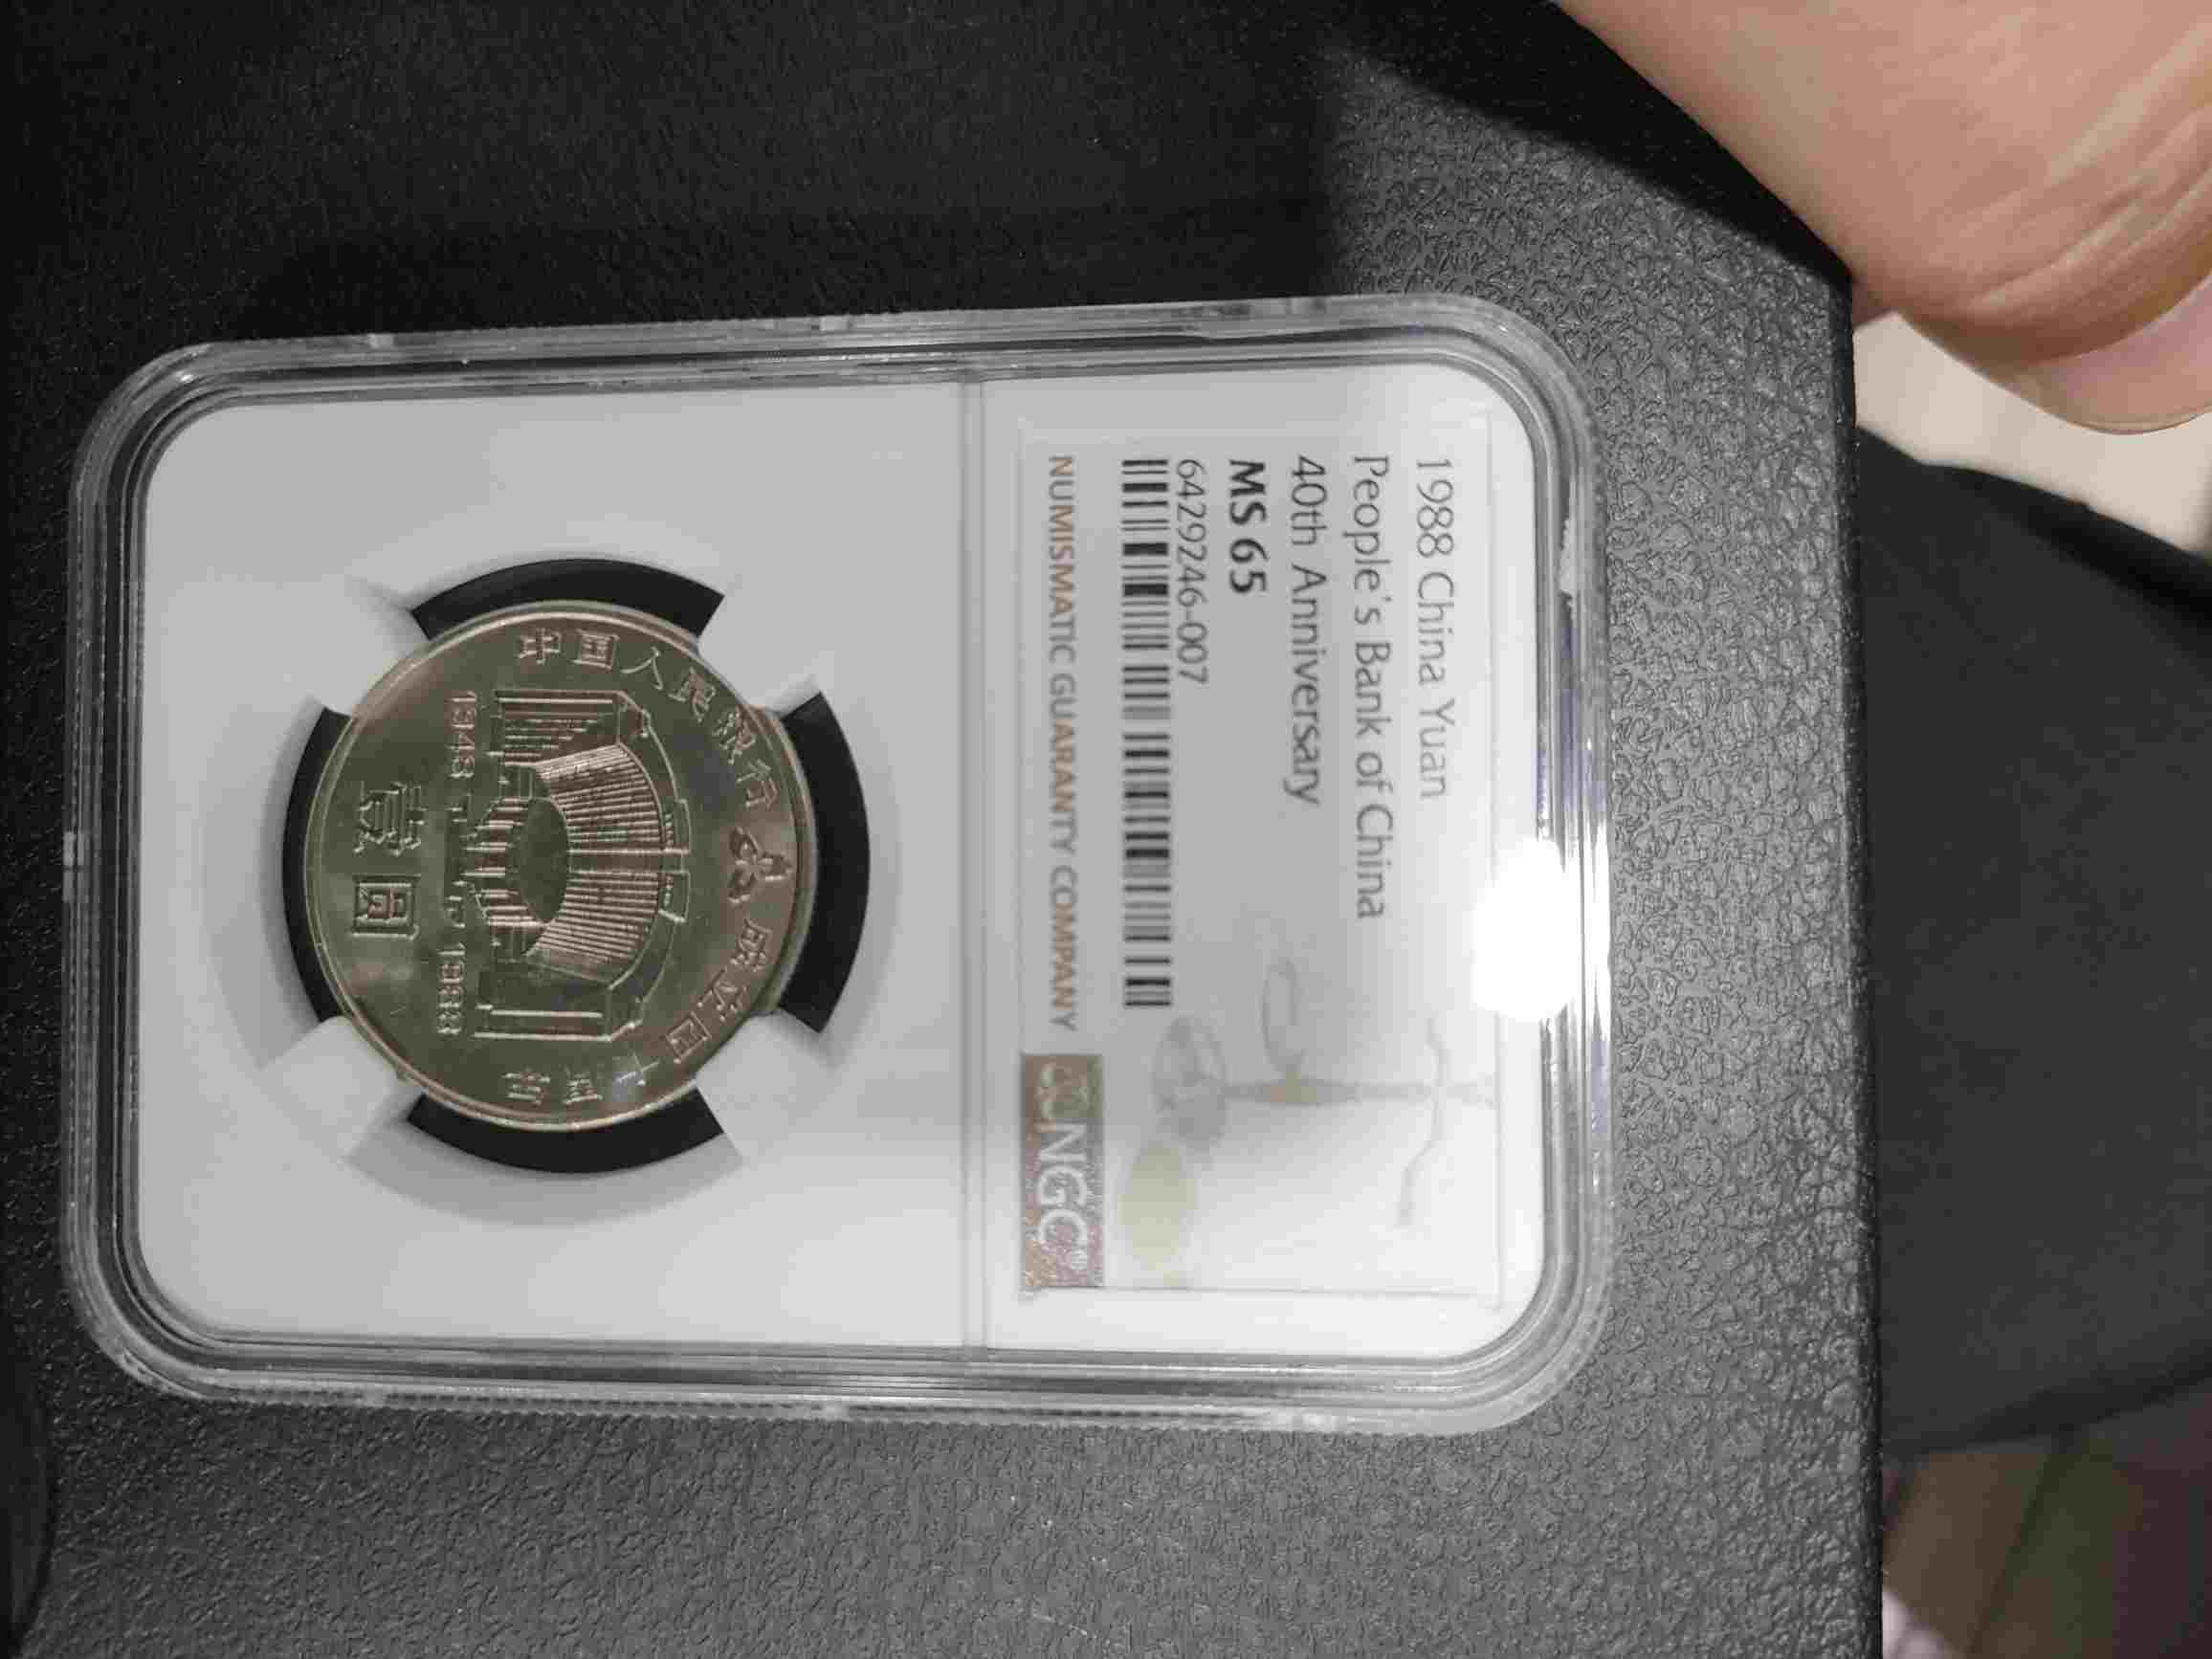 1988 China Yuan
People's Bank of China
40th Anniversary
MS 65
6429246-007
NUMISMATIC GUARANTY COMPANY
NGC®
中国人民银行成立四十周年
1948 1988
壹圆